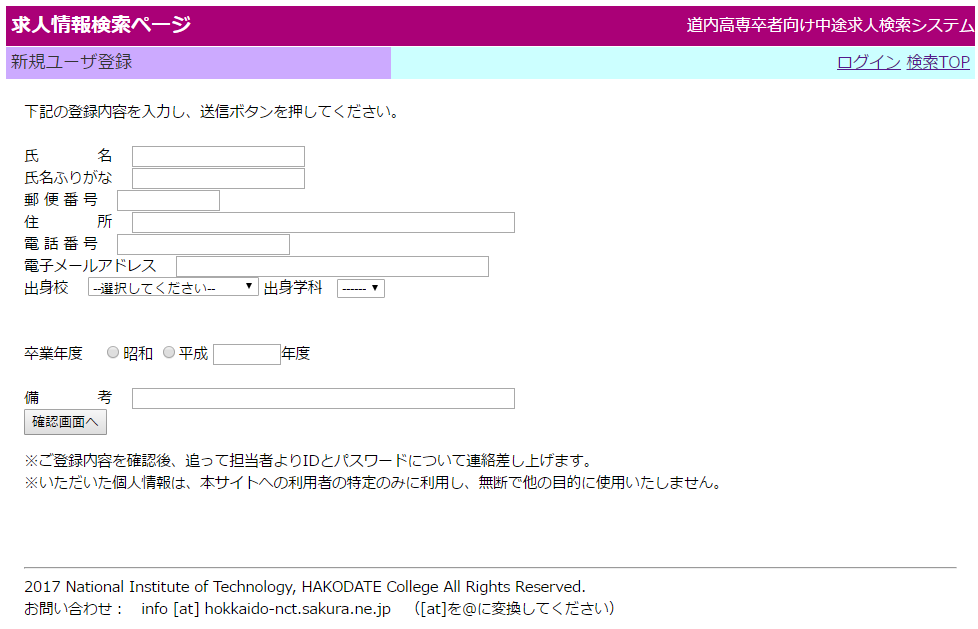 求人情報検索ページ 道内高専卒者向け中途求人検索システム
新規ユーザ登録 ログイン 検索TOP
下記の登録内容を入力し、送信ボタンを押してください。
氏 名
氏名ふりがな
郵 便 番 号
住 所
電 話 番 号
電子メールアドレス
出身校 --選択してください-- 出身学科 ------
卒業年度 昭和 平成 年度
備 考
確認画面へ
※ご登録内容を確認後、追って担当者よりIDとパスワードについて連絡差し上げます。
※いただいた個人情報は、本サイトへの利用者の特定のみに利用し、無断で他の目的に使用いたしません。
2017 National Institute of Technology, HAKODATE College All Rights Reserved.
お問い合わせ： info [at] hokkaido-nct.sakura.ne.jp （[at]を@に変換してください）